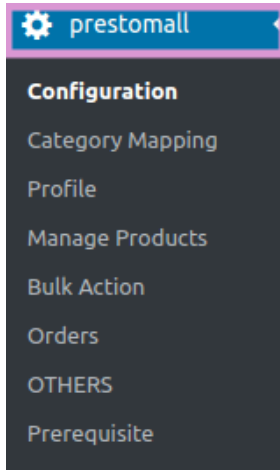 prestomall
Configuration
Category Mapping
Profile
Manage Products
Bulk Action
Orders
OTHERS
Prerequisite